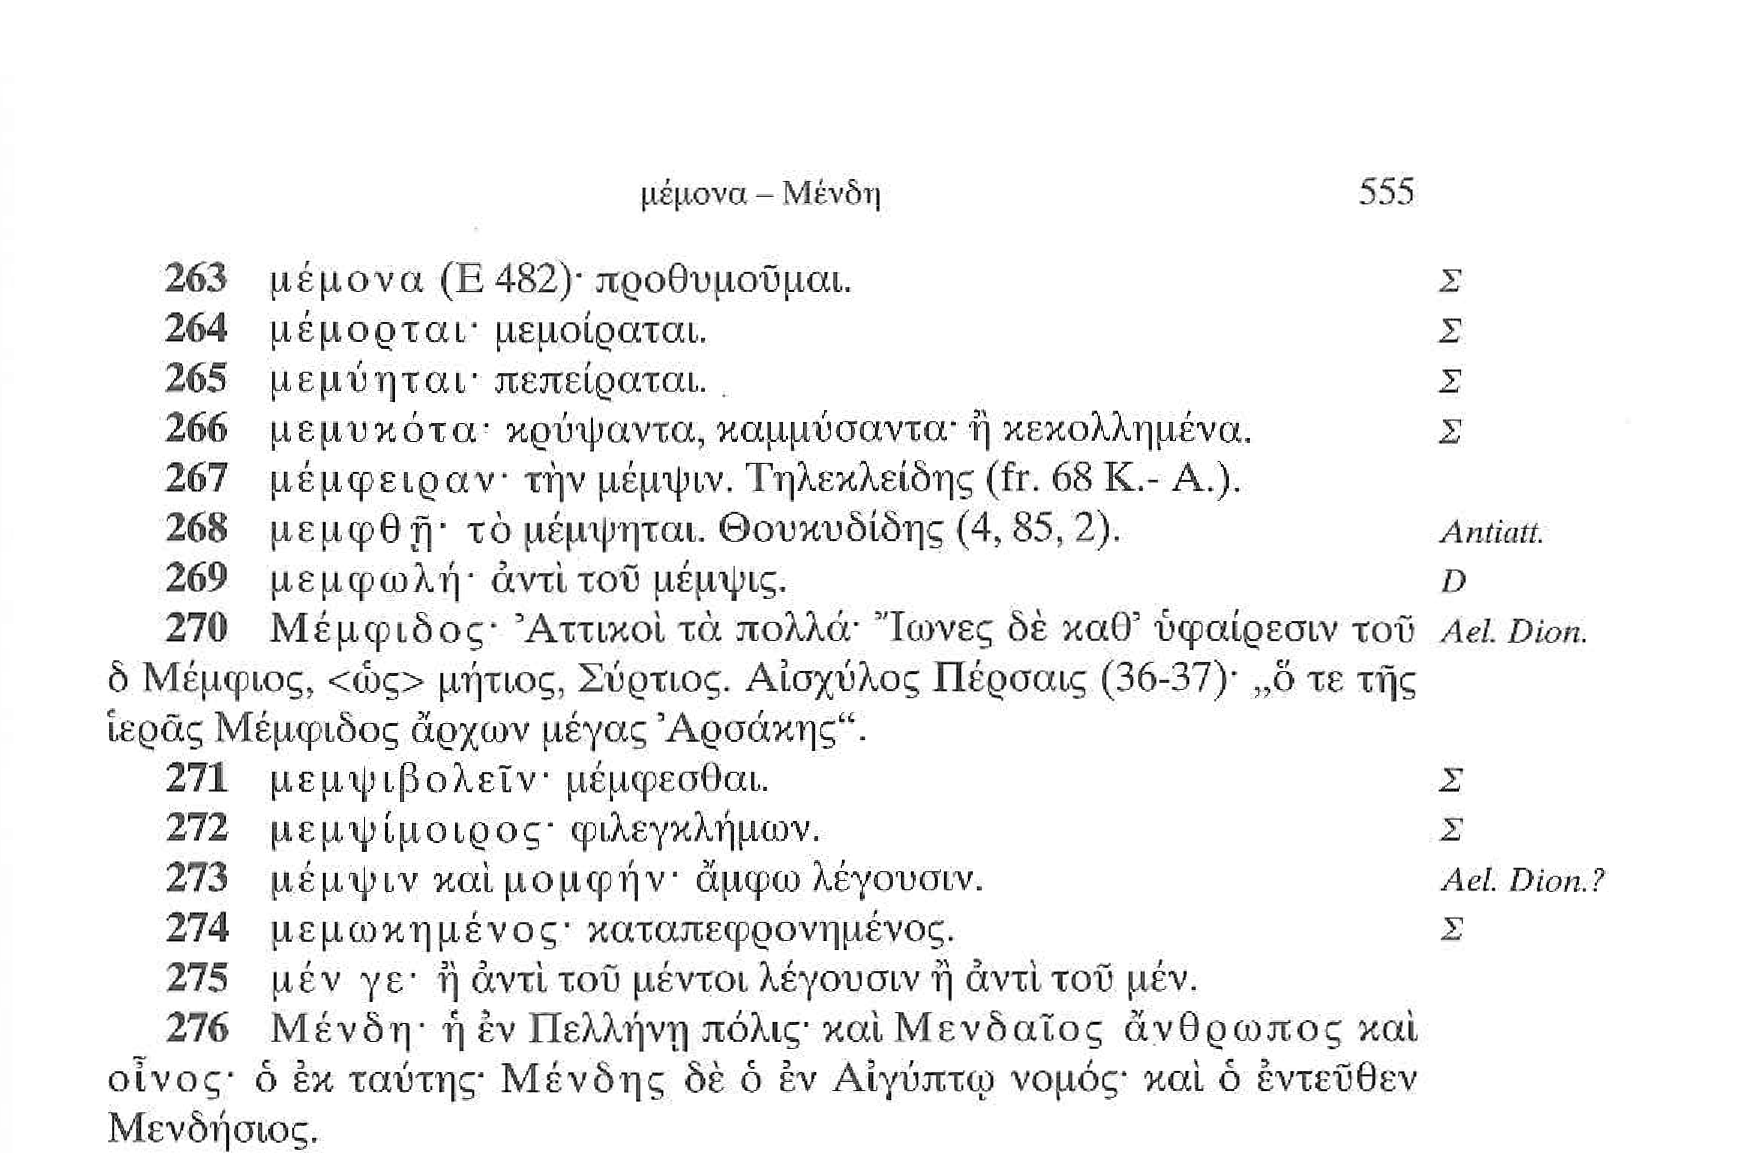 μέμονα – Μένδη 555
263 μέμονα (Ε 482)· προθυμοῦμαι. Σ
264 μέμορται· μεμοίραται. Σ
265 μεμύηται· πεπείραται. Σ
266 μεμυκότα· κρύψαντα, καμμύσαντα· ἢ κεκολλημένα. Σ
267 μέμφειραν· τὴν μέμψιν. Τηλεκλείδης (fr. 68 K.- A.).
268 μεμφθῇ· τὸ μέμψηται. Θουκυδίδης (4, 85, 2). Antiatt.
269 μεμφωλή· ἀντὶ τοῦ μέμψις. D
270 Μέμφιδος· Ἀττικοὶ τὰ πολλά· Ἴωνες δὲ καθ’ ὑφαίρεσιν τοῦ Ael. Dion.
δ Μέμφιος, <ὡς> μήτιος, Σύρτιος. Αἰσχύλος Πέρσαις (36-37)· „ὅ τε τῆς
ἱερᾶς Μέμφιδος ἄρχων μέγας Ἀρσάκης“.
271 μεμψιβολεῖν· μέμφεσθαι. Σ
272 μεμψίμοιρος· φιλεγκλήμων. Σ
273 μέμψιν καὶ μομφήν· ἄμφω λέγουσιν. Ael. Dion.?
274 μεμωκημένος· καταπεφρονημένος. Σ
275 μέν γε· ἢ ἀντὶ τοῦ μέντοι λέγουσιν ἢ ἀντὶ τοῦ μέν.
276 Μένδη· ἡ ἐν Πελλήνῃ πόλις· καὶ Μενδαῖος ἄνθρωπος καὶ
οἶνος· ὁ ἐκ ταύτης· Μένδης δὲ ὁ ἐν Αἰγύπτῳ νομός· καὶ ὁ ἐντεῦθεν
Μενδήσιος.